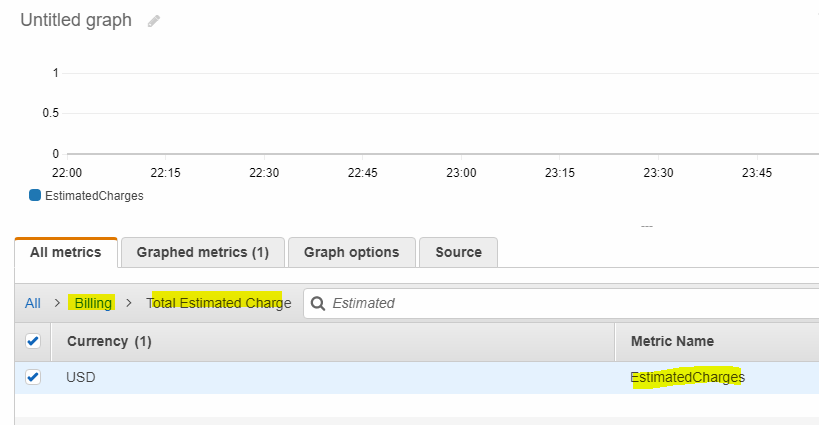 Untitled graph
1
0.5
0
22:00 22:15 22:30 22:45 23:00 23:15 23:30 23:45
EstimatedCharges
All metrics Graphed metrics (1) Graph options Source
All > Billing > Total Estimated Charge Estimated
Currency (1) Metric Name
USD EstimatedCharges